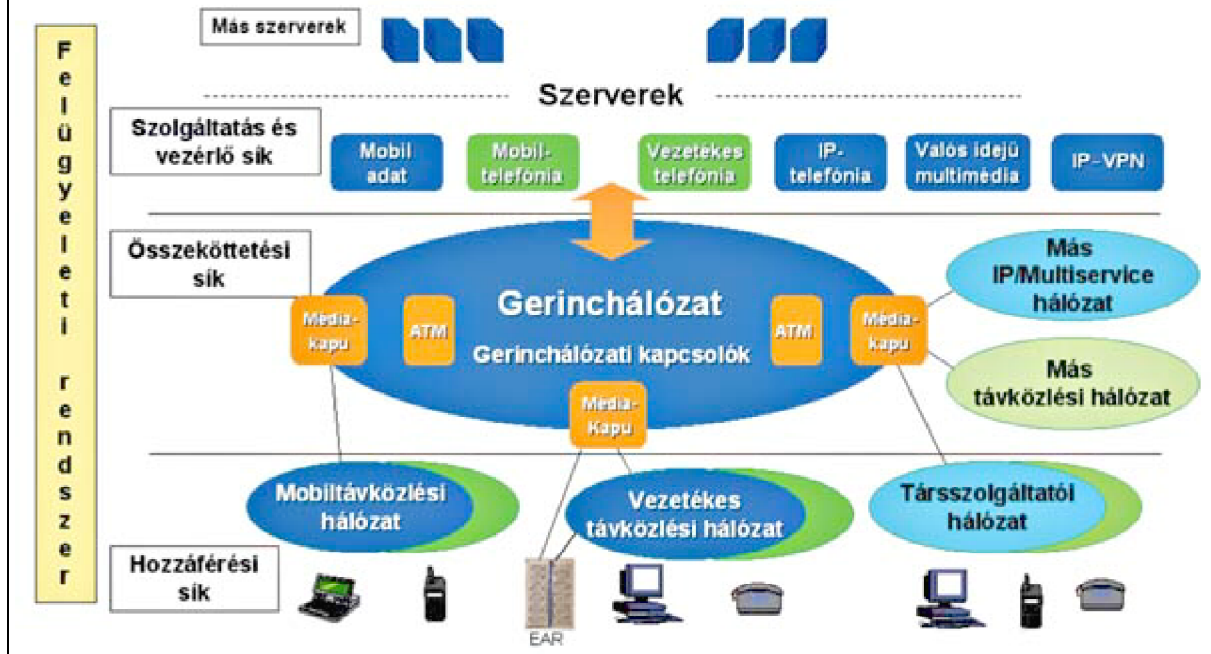 Más szerverek
Felügyeleti rendszer
Szerverek
Szolgáltatás és
vezérlő sík
Mobil
adat
Mobil-
telefónia
Vezetékes
telefónia
IP-
telefónia
Valós idejű
multimédia
IP-VPN
Összeköttetési
sík
Gerinchálózat
Gerinchálózati kapcsolók
Média-
kapu
ATM
ATM
Média-
kapu
Média-
Kapu
Más
IP/Multiservice
hálózat
Más
távközlési hálózat
Mobiltávközlési
hálózat
Vezetékes
távközlési hálózat
Társszolgáltatói
hálózat
Hozzáférési
sík
EAR